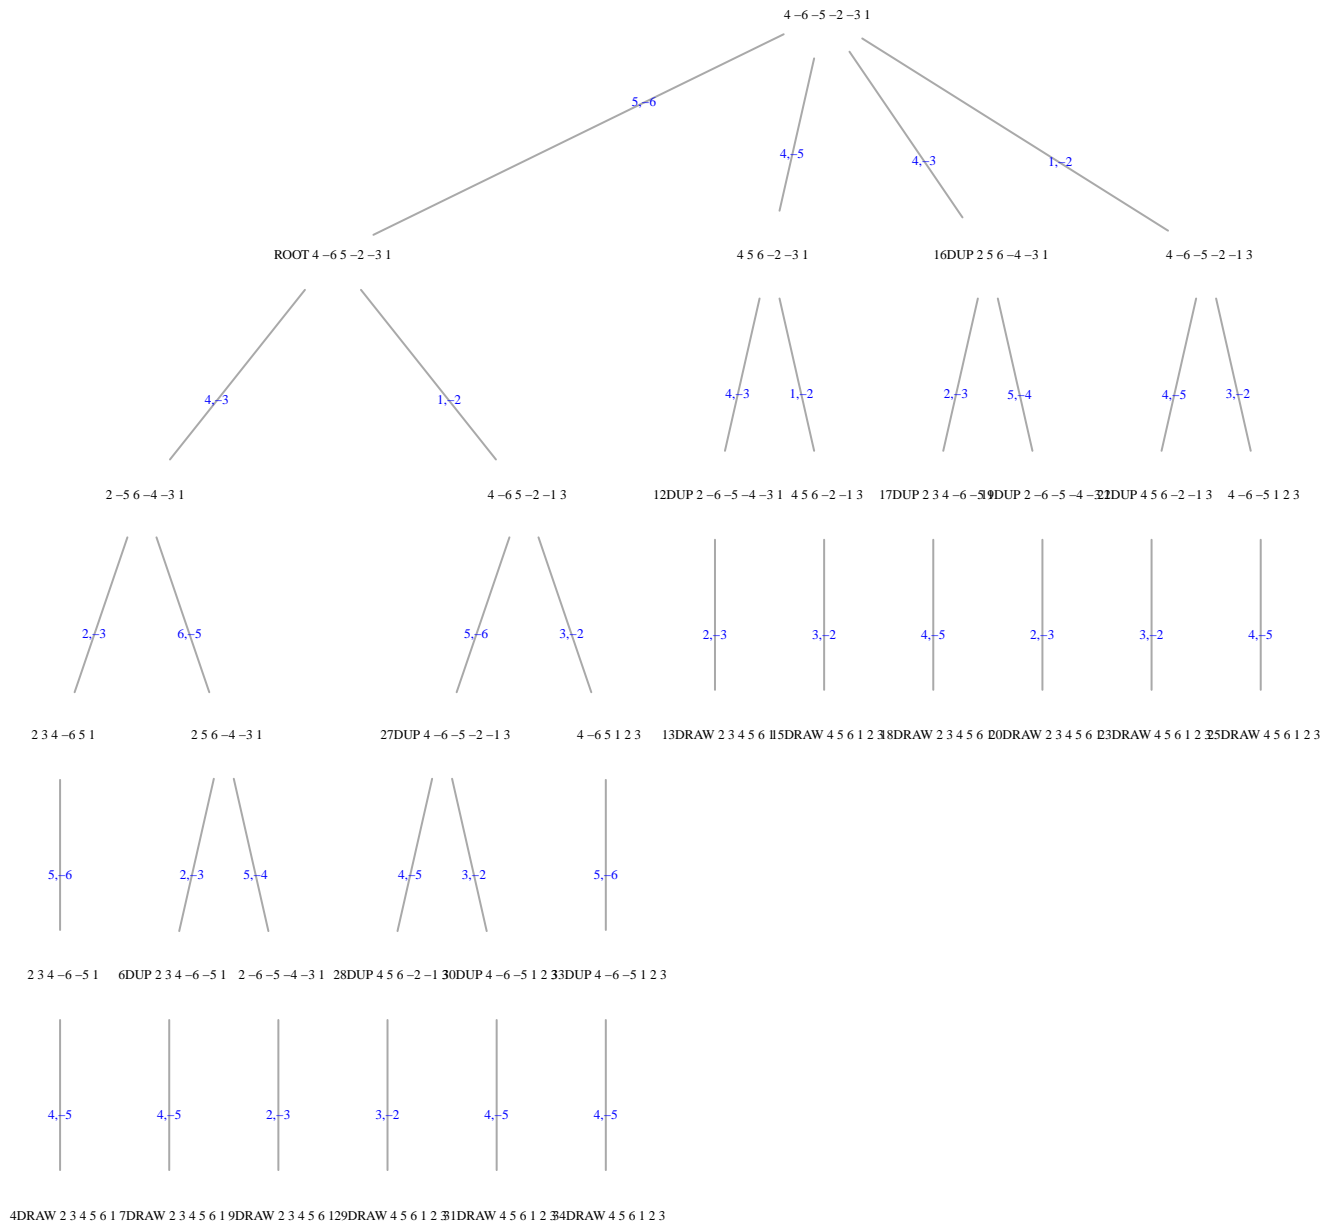 4 −6 −5 −2 −3 1
5,−6
4,−5
4,−3
1,−2
ROOT 4 −6 5 −2 −3 1
4 5 6 −2 −3 1
16DUP 2 5 6 −4 −3 1
4 −6 −5 −2 −1 3
4,−3
1,−2
4,−3
1,−2
2,−3
5,−4
4,−5
3,−2
2 −5 6 −4 −3 1
4 −6 5 −2 −1 3
12DUP 2 −6 −5 −4 −3 1
4 5 6 −2 −1 3
17DUP 2 3 4 −6 −5 1
19DUP 2 −6 −5 −4 −3 1
22DUP 4 5 6 −2 −1 3
4 −6 −5 1 2 3
2,−3
6,−5
5,−6
3,−2
2,−3
3,−2
4,−5
2,−3
3,−2
4,−5
2 3 4 −6 5 1
2 5 6 −4 −3 1
27DUP 4 −6 −5 −2 −1 3
4 −6 5 1 2 3
13DRAW 2 3 4 5 6 1
15DRAW 4 5 6 1 2 3
18DRAW 2 3 4 5 6 1
20DRAW 2 3 4 5 6 1
23DRAW 4 5 6 1 2 3
25DRAW 4 5 6 1 2 3
5,−6
2,−3
5,−4
4,−5
3,−2
5,−6
2 3 4 −6 −5 1
6DUP 2 3 4 −6 −5 1
2 −6 −5 −4 −3 1
28DUP 4 5 6 −2 −1 3
30DUP 4 −6 −5 1 2 3
33DUP 4 −6 −5 1 2 3
4,−5
4,−5
2,−3
3,−2
4,−5
4,−5
4DRAW 2 3 4 5 6 1
7DRAW 2 3 4 5 6 1
9DRAW 2 3 4 5 6 1
29DRAW 4 5 6 1 2 3
31DRAW 4 5 6 1 2 3
34DRAW 4 5 6 1 2 3